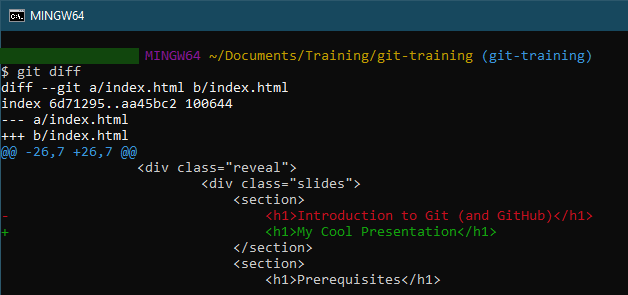 MINGW64
MINGW64 ~/Documents/Training/git-training (git-training)
$ git diff
diff --git a/index.html b/index.html
index 6d71295..aa45bc2 100644
--- a/index.html
+++ b/index.html
@@ -26,7 +26,7 @@
<div class="reveal">
<div class="slides">
<section>
- <h1>Introduction to Git (and GitHub)</h1>
+ <h1>My Cool Presentation</h1>
</section>
<section>
<h1>Prerequisites</h1>